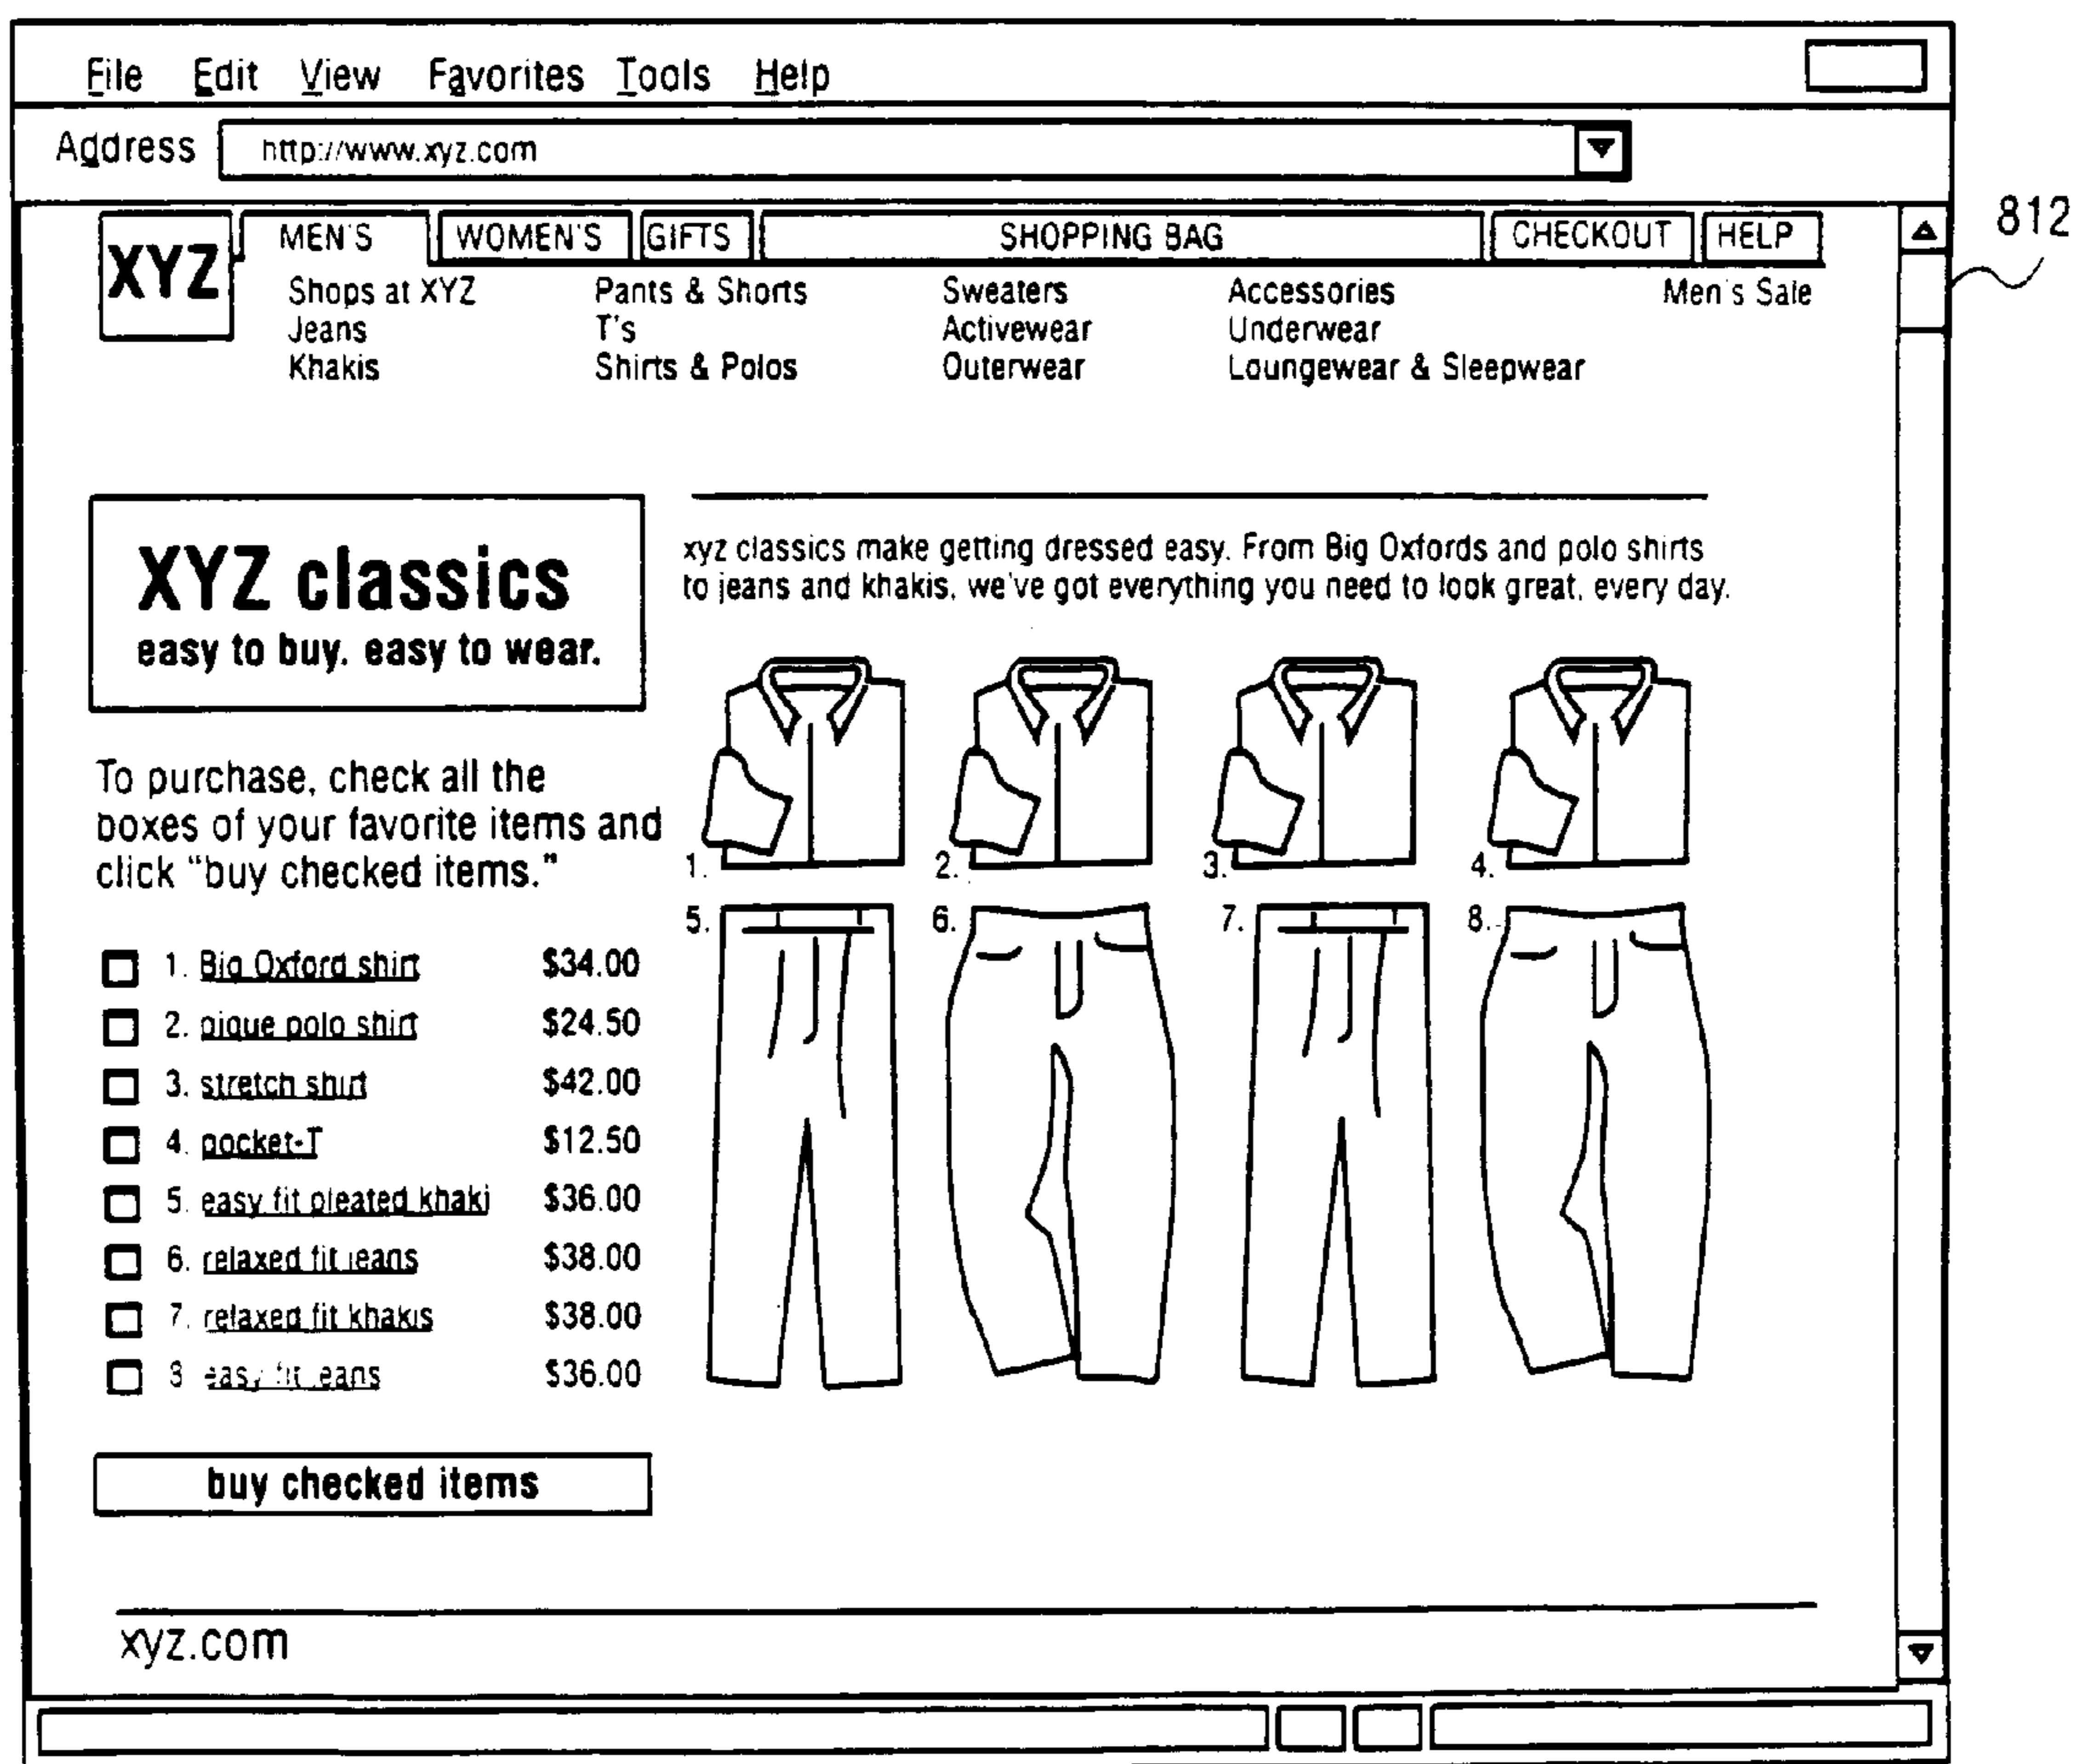 File Edit View Favorites Tools Help
Address http://www.xyz.com
812
XYZ MEN'S WOMEN'S GIFTS SHOPPING BAG CHECKOUT HELP
Shops at XYZ Pants & Shorts Sweaters Accessories Men's Sale
Jeans T's Activewear Underwear
Khakis Shirts & Polos Outerwear Loungewear & Sleepwear
XYZ classics
easy to buy. easy to wear.
xyz classics make getting dressed easy. From Big Oxfords and polo shirts
to jeans and khakis, we've got everything you need to look great, every day.
To purchase, check all the
boxes of your favorite items and
click "buy checked items."
1. Big Oxford shirt $34.00
2. pique polo shirt $24.50
3. stretch shirt $42.00
4. pocket-T $12.50
5. easy fit pleated khaki $36.00
6. relaxed fit jeans $38.00
7. relaxed fit khakis $38.00
8 easy fit jeans $36.00
buy checked items
1. 2. 3. 4.
5. 6. 7. 8.
xyz.com